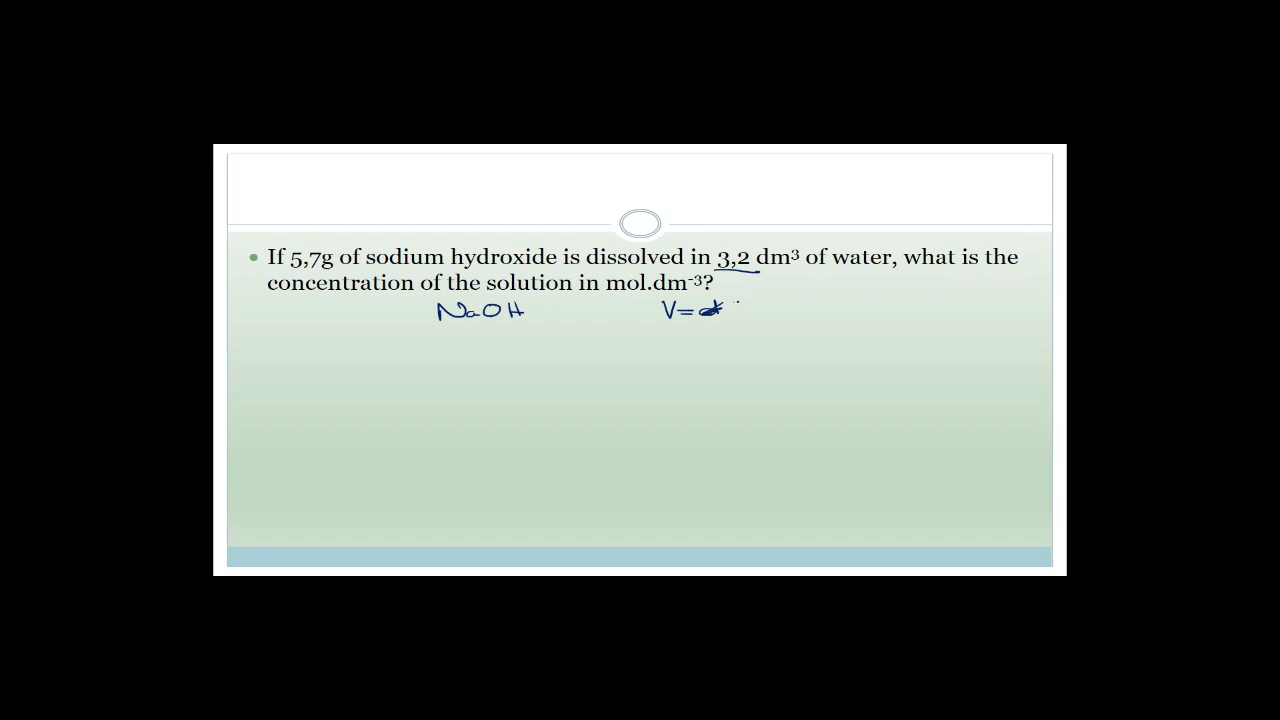 If 5,7g of sodium hydroxide is dissolved in 3,2 dm³ of water, what is the
concentration of the solution in mol.dm⁻³?
NaOH V=